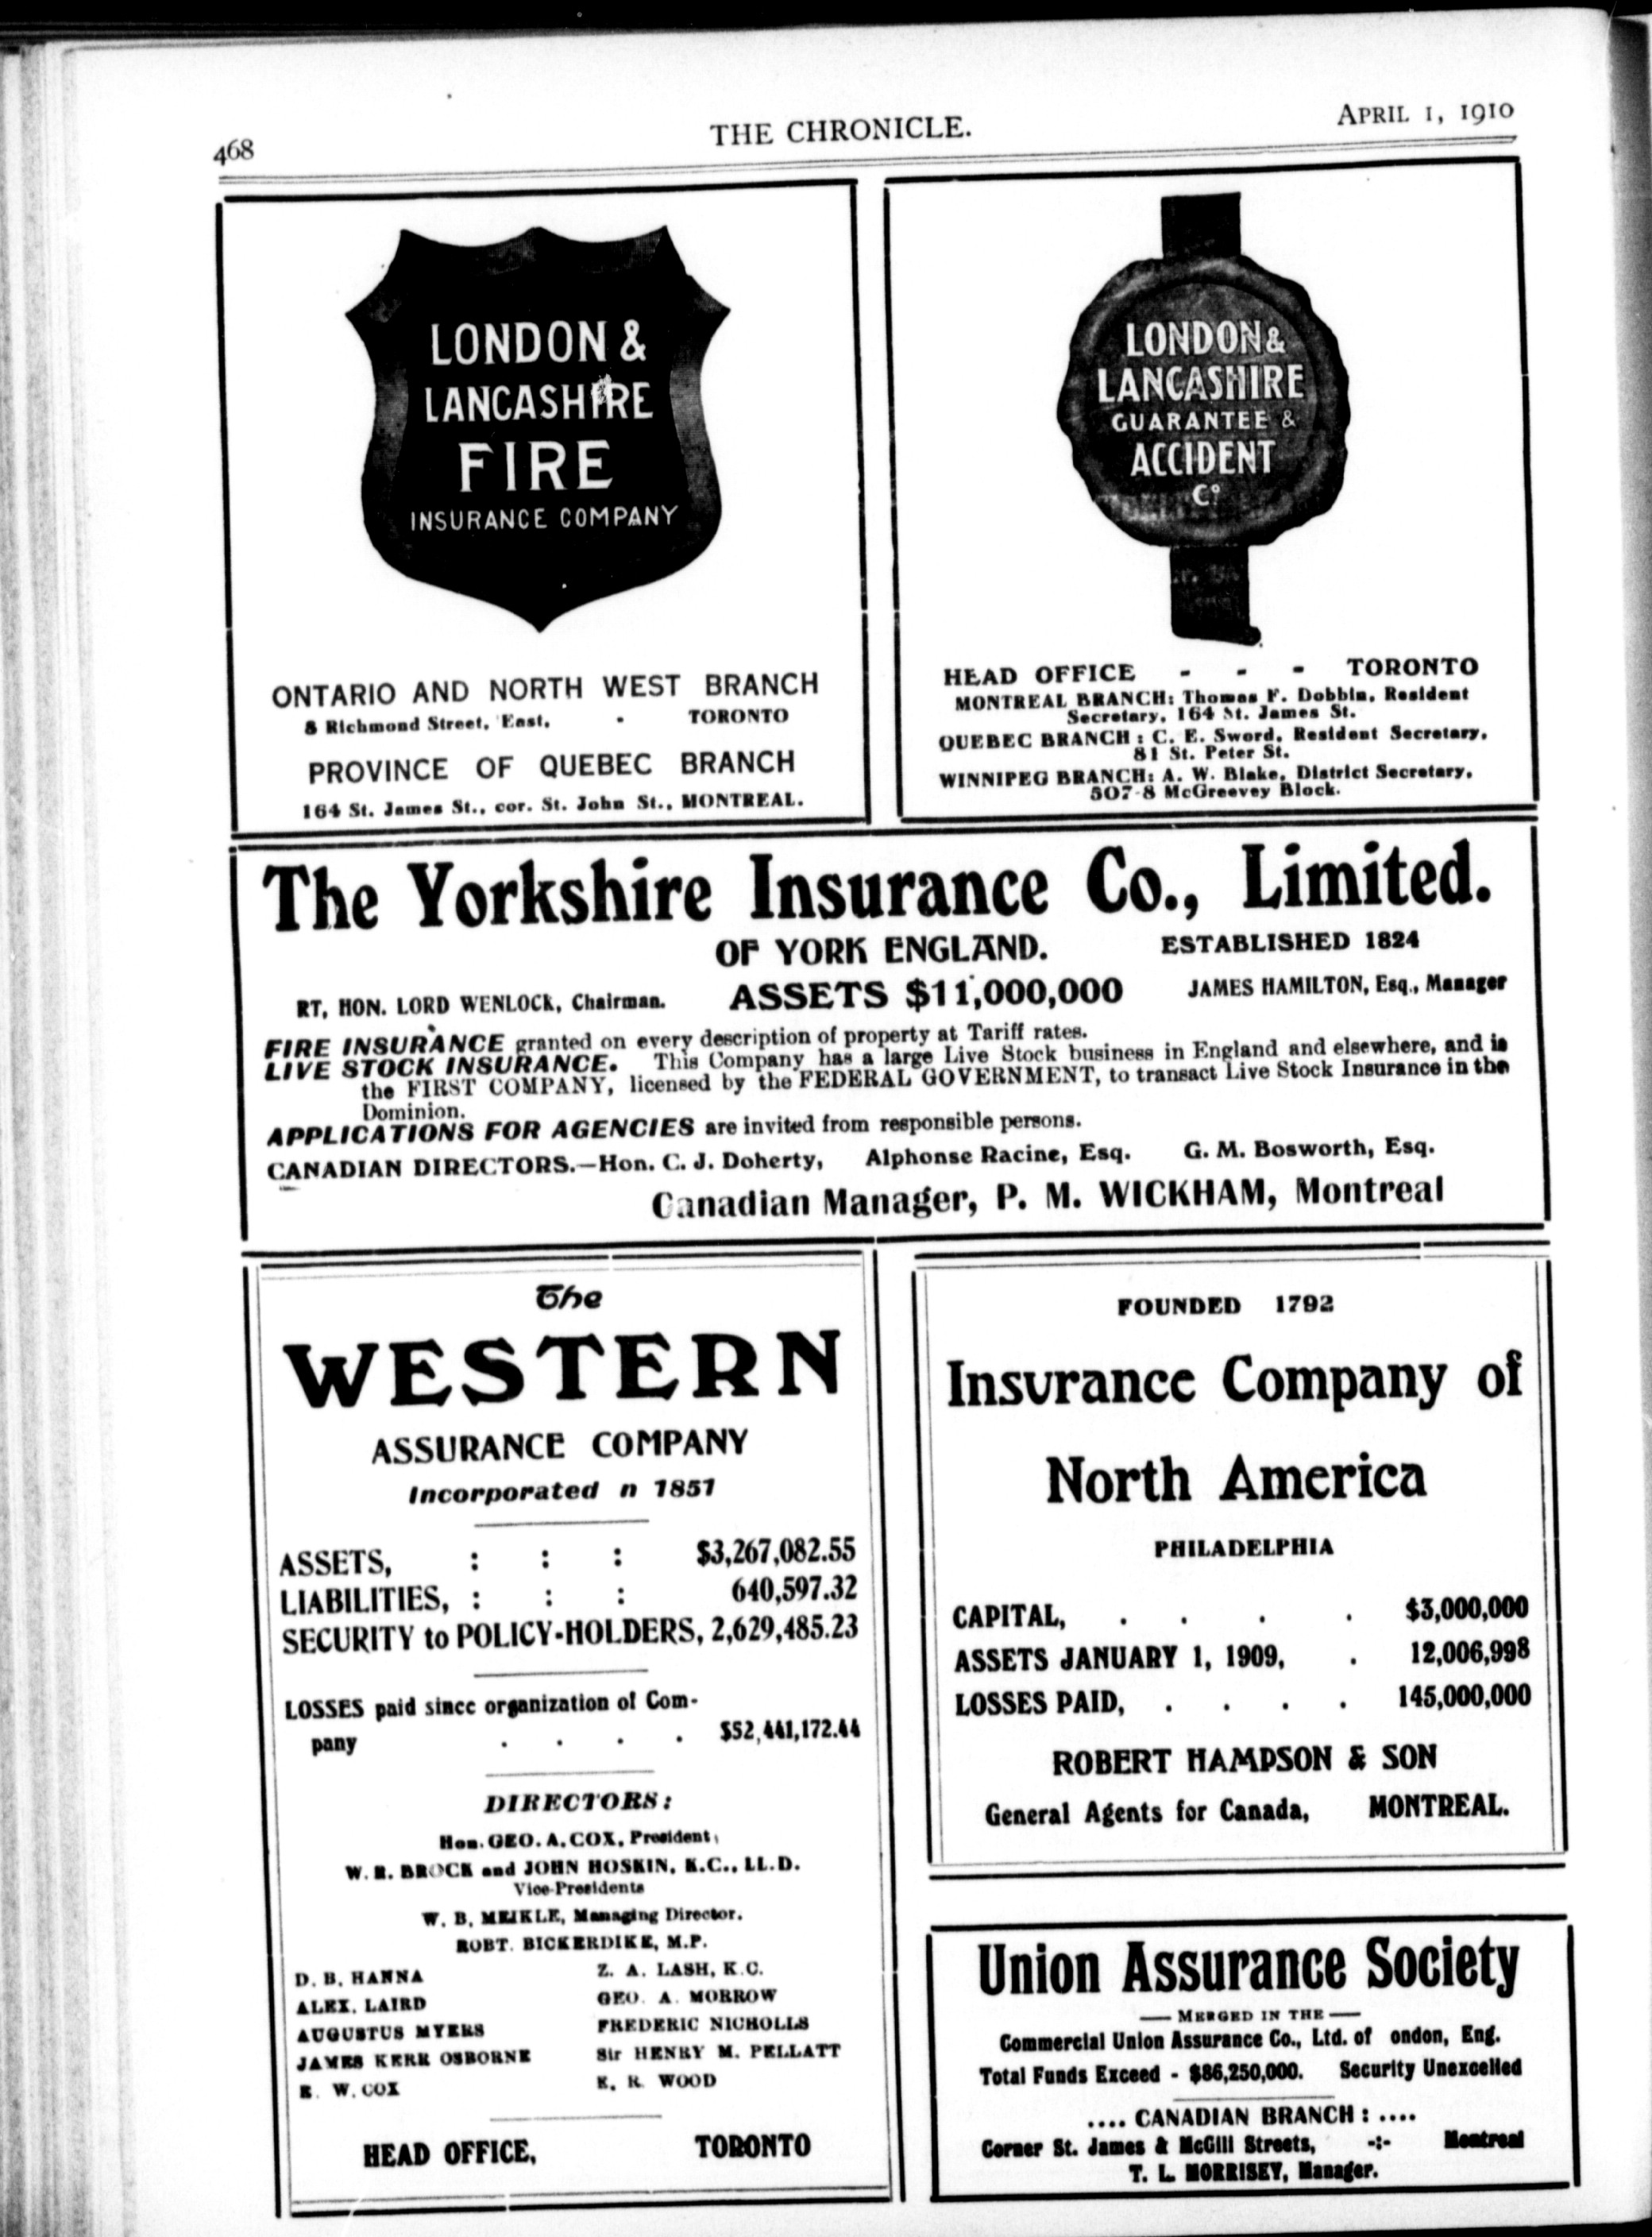 468
THE CHRONICLE.
APRIL 1, 1910
LONDON &
LANCASHIRE
FIRE
INSURANCE COMPANY
ONTARIO AND NORTH WEST BRANCH
8 Richmond Street, East, - TORONTO
PROVINCE OF QUEBEC BRANCH
164 St. James St., cor. St. John St., MONTREAL.
LONDON &
LANCASHIRE
GUARANTEE &
ACCIDENT
Co
HEAD OFFICE - - - TORONTO
MONTREAL BRANCH: Thomas F. Dobbin, Resident
Secretary, 164 St. James St.
QUEBEC BRANCH : C. E. Sword, Resident Secretary,
81 St. Peter St.
WINNIPEG BRANCH: A. W. Blake, District Secretary,
507-8 McGreevey Block.
The Yorkshire Insurance Co., Limited.
OF YORK ENGLAND. ESTABLISHED 1824
RT. HON. LORD WENLOCK, Chairman. ASSETS $11,000,000 JAMES HAMILTON, Esq., Manager
FIRE INSURANCE granted on every description of property at Tariff rates.
LIVE STOCK INSURANCE. This Company has a large Live Stock business in England and elsewhere, and is
the FIRST COMPANY, licensed by the FEDERAL GOVERNMENT, to transact Live Stock Insurance in the
Dominion.
APPLICATIONS FOR AGENCIES are invited from responsible persons.
CANADIAN DIRECTORS.—Hon. C. J. Doherty, Alphonse Racine, Esq. G. M. Bosworth, Esq.
Canadian Manager, P. M. WICKHAM, Montreal
The
WESTERN
ASSURANCE COMPANY
Incorporated n 1851
ASSETS, : : : $3,267,082.55
LIABILITIES, : : : 640,597.32
SECURITY to POLICY-HOLDERS, 2,629,485.23
LOSSES paid since organization of Com-
pany . . . . $52,441,172.44
DIRECTORS:
Hon. GEO. A. COX, President
W. R. BROCK and JOHN HOSKIN, K.C., LL.D.
Vice-Presidents
W. B. MEIKLE, Managing Director.
ROBT. BICKERDIKE, M.P.
D. B. HANNA Z. A. LASH, K.C.
ALEX. LAIRD GEO. A. MORROW
AUGUSTUS MYERS FREDERIC NICHOLLS
JAMES KERR OSBORNE Sir HENRY M. PELLATT
E. W. COX E. R. WOOD
HEAD OFFICE, TORONTO
FOUNDED 1792
Insurance Company of
North America
PHILADELPHIA
CAPITAL, . . . . $3,000,000
ASSETS JANUARY 1, 1909, . 12,006,998
LOSSES PAID, . . . . 145,000,000
ROBERT HAMPSON & SON
General Agents for Canada, MONTREAL.
Union Assurance Society
— MERGED IN THE —
Commercial Union Assurance Co., Ltd. of ondon, Eng.
Total Funds Exceed - $86,250,000. Security Unexcelled
.... CANADIAN BRANCH : ....
Corner St. James & McGill Streets, -:- Montreal
T. L. MORRISEY, Manager.